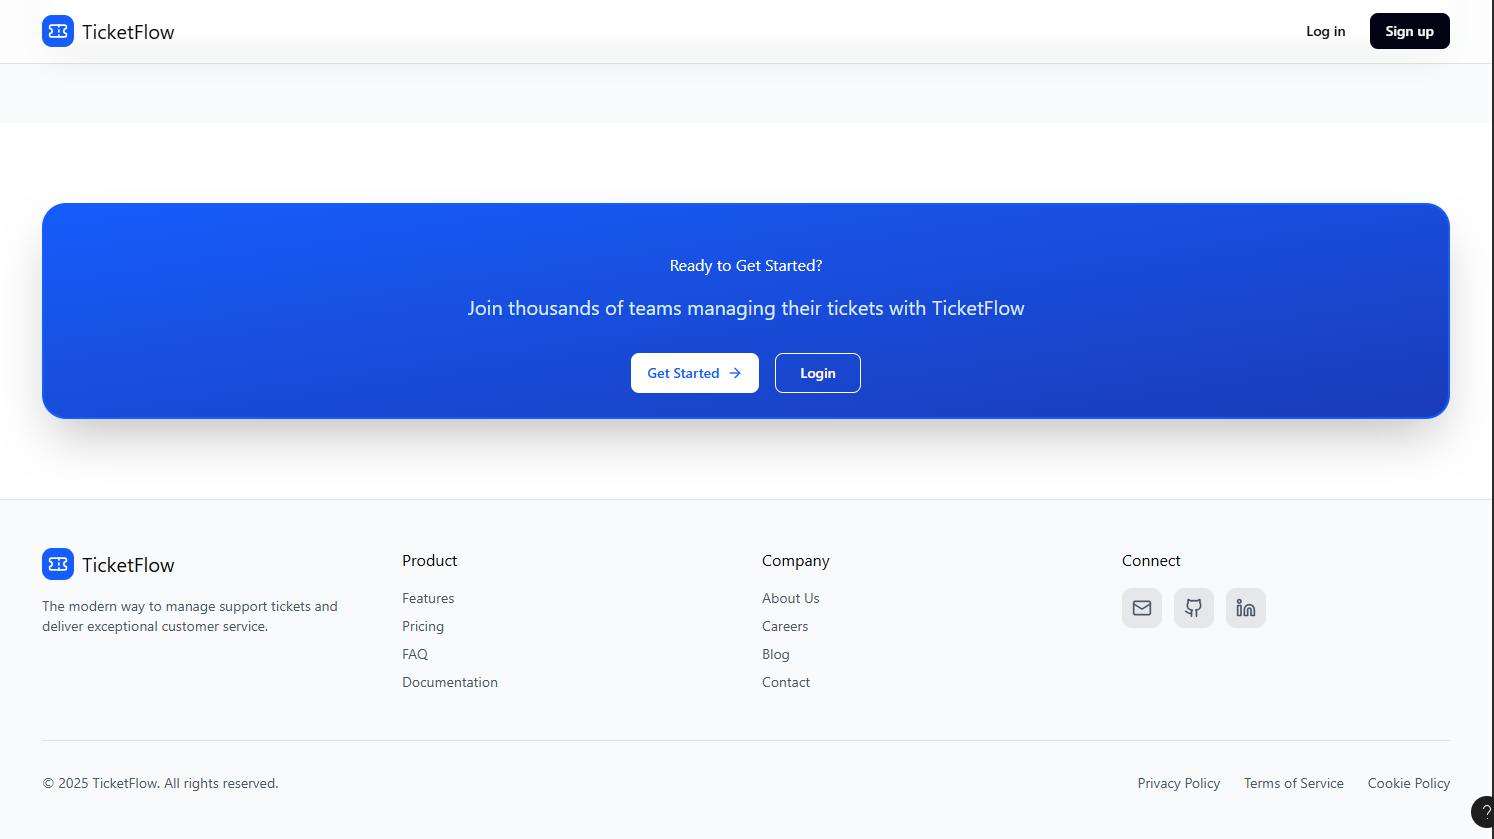 TicketFlow
Log in
Sign up
Ready to Get Started?
Join thousands of teams managing their tickets with TicketFlow
Get Started
Login
TicketFlow
The modern way to manage support tickets and
deliver exceptional customer service.
Product
Features
Pricing
FAQ
Documentation
Company
About Us
Careers
Blog
Contact
Connect
© 2025 TicketFlow. All rights reserved.
Privacy Policy
Terms of Service
Cookie Policy
?